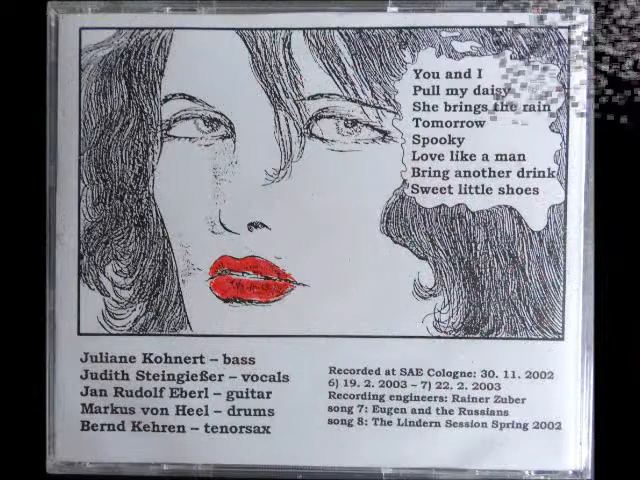 You and I
Pull my daisy
She brings the rain
Tomorrow
Spooky
Love like a man
Bring another drink
Sweet little shoes
Juliane Kohnert – bass
Judith Steingießer – vocals
Jan Rudolf Eberl – guitar
Markus von Heel – drums
Bernd Kehren – tenorsax
Recorded at SAE Cologne: 30. 11. 2002
6) 19. 2. 2003 – 7) 22. 2. 2003
Recording engineers: Rainer Zuber
song 7: Eugen and the Russians
song 8: The Lindern Session Spring 2002